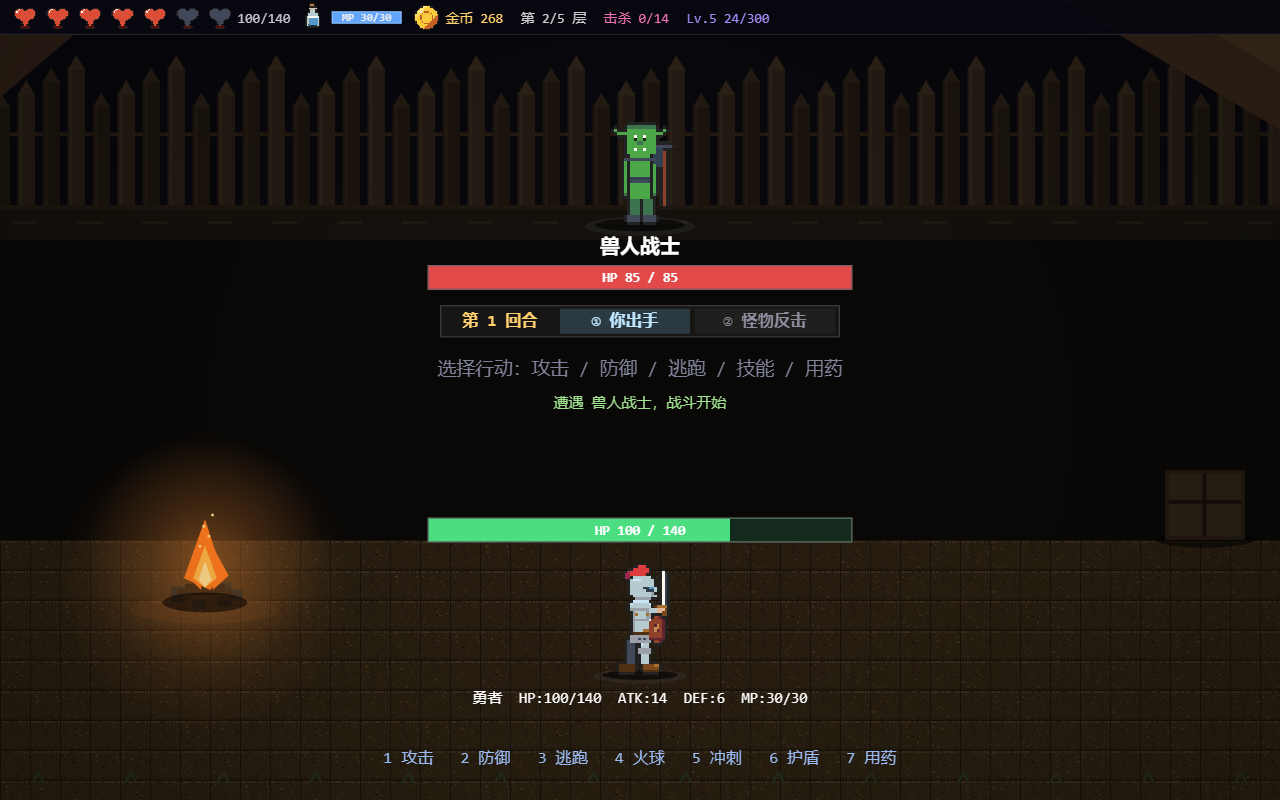 100/140 MP 30/30 金币 268 第 2/5 层 击杀 0/14 Lv.5 24/300
兽人战士
HP 85 / 85
第 1 回合 ① 你出手 ② 怪物反击
选择行动: 攻击 / 防御 / 逃跑 / 技能 / 用药
遭遇 兽人战士, 战斗开始
HP 100 / 140
勇者 HP:100/140 ATK:14 DEF:6 MP:30/30
1 攻击 2 防御 3 逃跑 4 火球 5 冲刺 6 护盾 7 用药